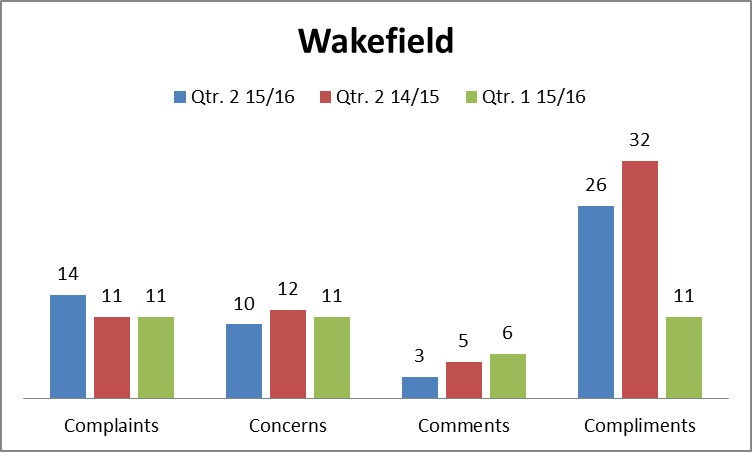 Wakefield
Qtr. 2 15/16 Qtr. 2 14/15 Qtr. 1 15/16
14 11 11
10 12 11
3 5 6
26 32 11
Complaints Concerns Comments Compliments